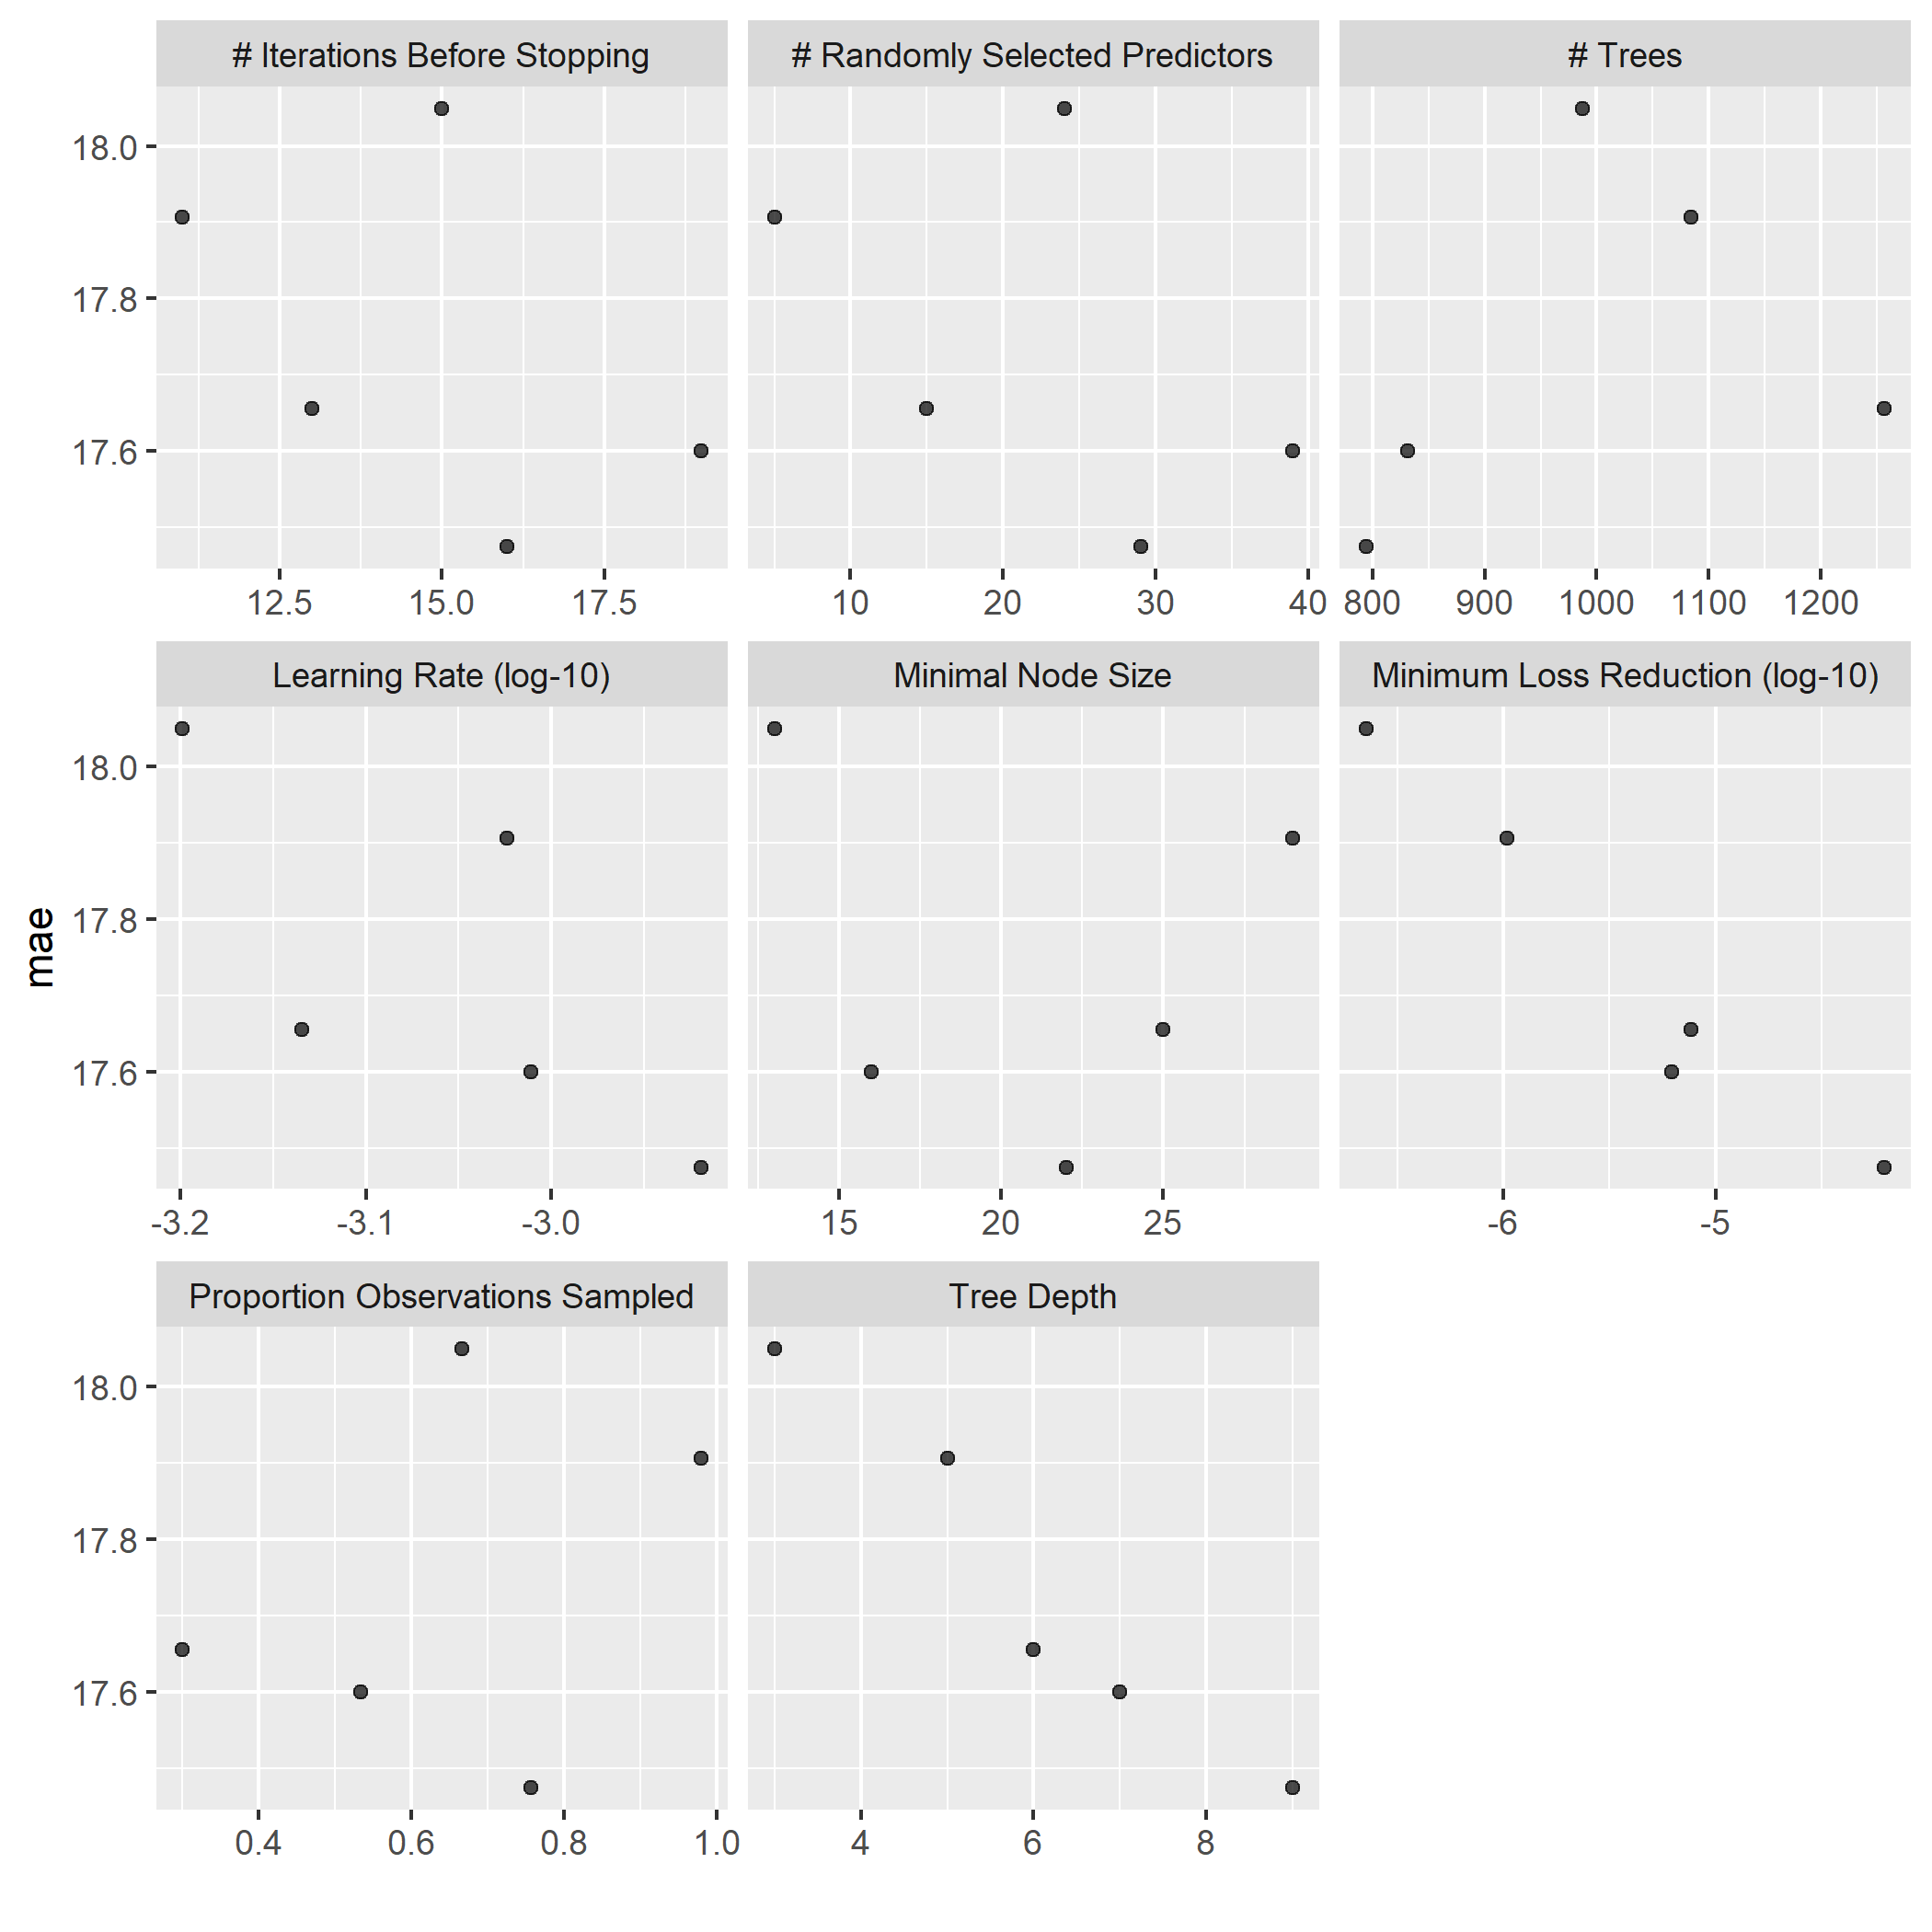 # Iterations Before Stopping # Randomly Selected Predictors # Trees
18.0
17.8
17.6
12.5 15.0 17.5 10 20 30 40 800 900 1000 1100 1200
Learning Rate (log-10) Minimal Node Size Minimum Loss Reduction (log-10)
18.0
17.8
mae
17.6
-3.2 -3.1 -3.0 15 20 25 -6 -5
Proportion Observations Sampled Tree Depth
18.0
17.8
17.6
0.4 0.6 0.8 1.0 4 6 8